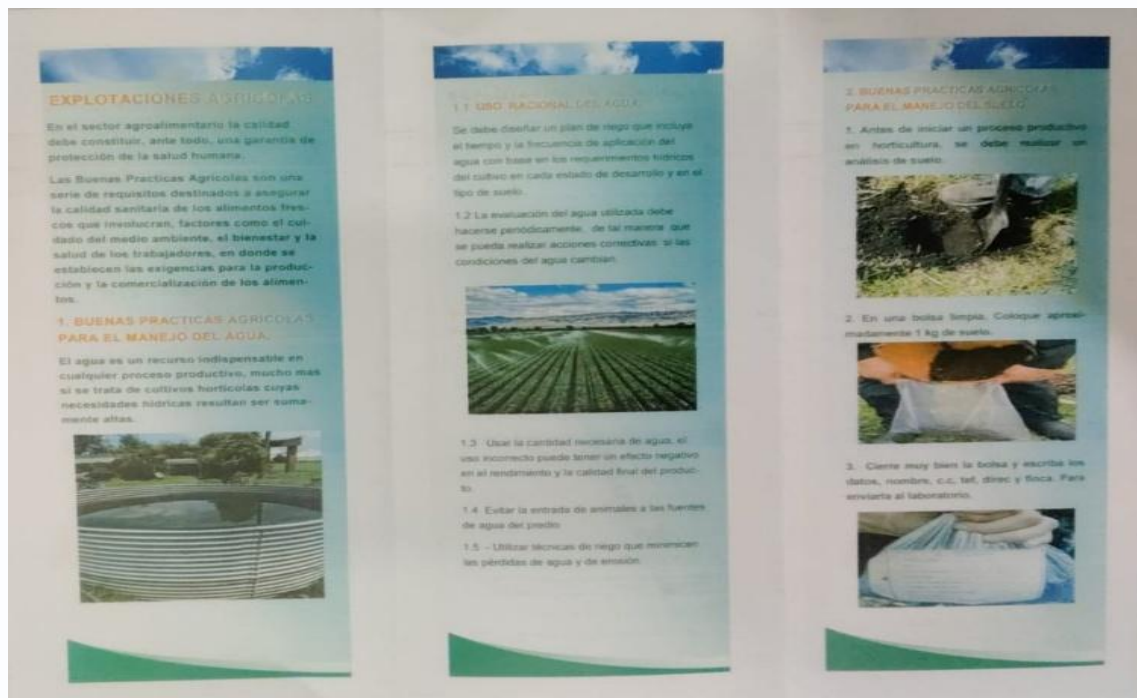 EXPLOTACIONES AGRICOLAS
En el sector agroalimentario la calidad
debe constituir, ante todo, una garantía de
protección de la salud humana.
Las Buenas Practicas Agricolas son una
serie de requisitos destinados a asegurar
la calidad sanitaria de los alimentos fres-
cos que involucran, factores como el cui-
dado del medio ambiente, el bienestar y la
salud de los trabajadores, en donde se
establecen las exigencias para la produc-
ción y la comercialización de los alimen-
tos.
1. BUENAS PRACTICAS AGRICOLAS
PARA EL MANEJO DEL AGUA.
El agua es un recurso indispensable en
cualquier proceso productivo, mucho mas
si se trata de cultivos hortícolas cuyas
necesidades hídricas resultan ser suma-
mente altas.
1.1 USO RACIONAL DEL AGUA.
Se debe diseñar un plan de riego que incluya
el tiempo y la frecuencia de aplicación del
agua con base en los requerimientos hídricos
del cultivo en cada estado de desarrollo y en el
tipo de suelo.
1.2 La evaluación del agua utilizada debe
hacerse periódicamente, de tal manera que
se pueda realizar acciones correctivas si las
condiciones del agua cambian.
1.3 Usar la cantidad necesaria de agua, el
uso incorrecto puede tener un efecto negativo
en el rendimiento y la calidad final del produc-
to.
1.4 Evitar la entrada de animales a las fuentes
de agua del predio.
1.5 - Utilizar técnicas de riego que minimicen
las pérdidas de agua y de erosión.
2. BUENAS PRACTICAS AGRICOLAS
PARA EL MANEJO DEL SUELO
1. Antes de iniciar un proceso productivo
en horticultura, se debe realizar un
análisis de suelo.
2. En una bolsa limpia. Coloque aproxi-
madamente 1 kg de suelo.
3. Cierre muy bien la bolsa y escriba los
datos, nombre, c.c, tel, direc y finca. Para
enviarla al laboratorio.